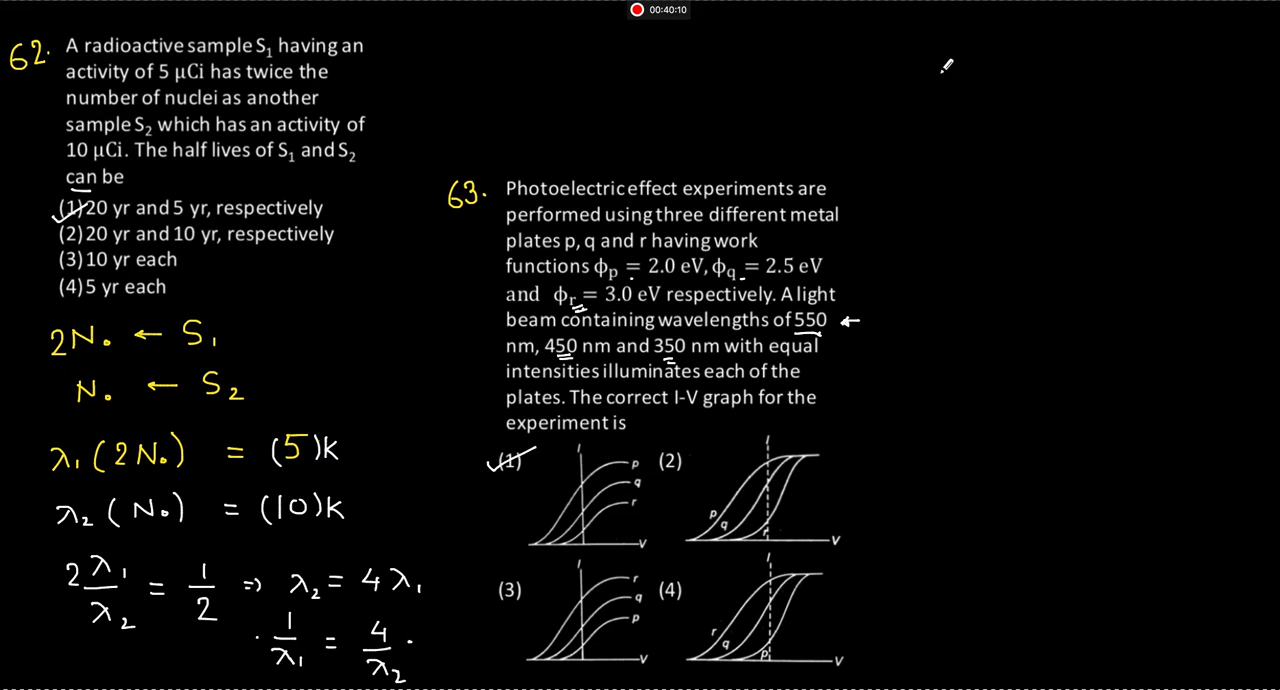 00:40:10
62. A radioactive sample S₁ having an
activity of 5 μCi has twice the
number of nuclei as another
sample S₂ which has an activity of
10 μCi. The half lives of S₁ and S₂
can be
(1) 20 yr and 5 yr, respectively
(2) 20 yr and 10 yr, respectively
(3) 10 yr each
(4) 5 yr each
2N₀ ← S₁
N₀ ← S₂
λ₁ (2N₀) = (5)k
λ₂ (N₀) = (10)k
2λ₁/λ₂ = 1/2 ⇒ λ₂ = 4λ₁
1/λ₁ = 4/λ₂
63. Photoelectric effect experiments are
performed using three different metal
plates p, q and r having work
functions ϕp = 2.0 eV, ϕq = 2.5 eV
and ϕr = 3.0 eV respectively. A light
beam containing wavelengths of 550 ←
nm, 450 nm and 350 nm with equal
intensities illuminates each of the
plates. The correct I-V graph for the
experiment is
(1) I p q r V
(2) I p q r V
(3) I r q p V
(4) I r q p V